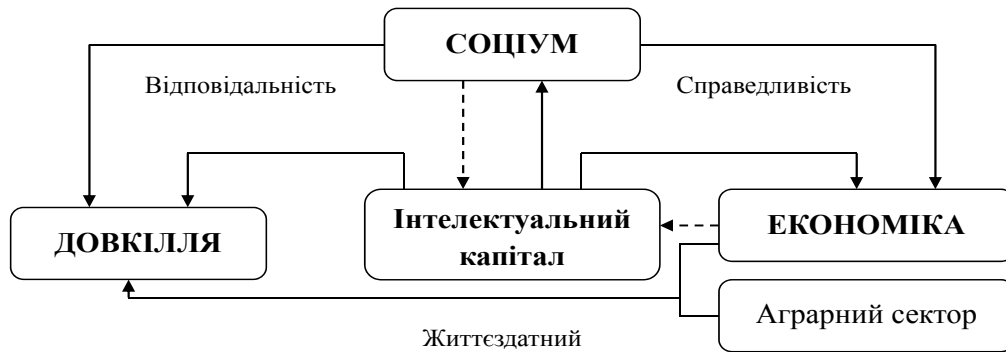 СОЦІУМ
Відповідальність
Справедливість
ДОВКІЛЛЯ
Інтелектуальний
капітал
ЕКОНОМІКА
Аграрний сектор
Життєздатний